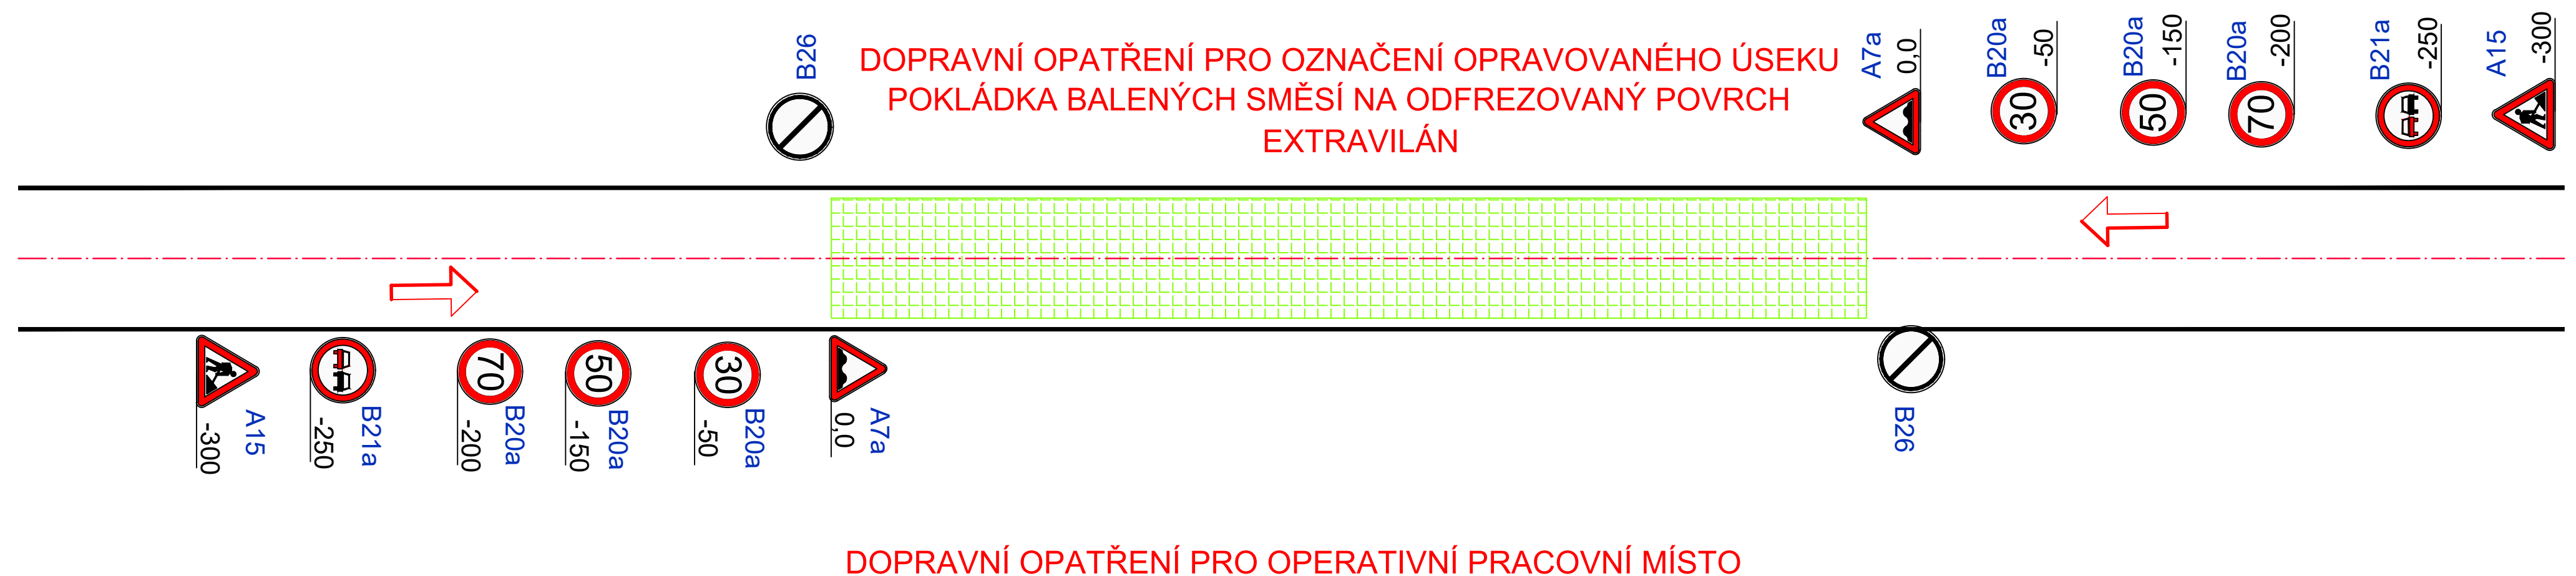 B26
DOPRAVNÍ OPATŘENÍ PRO OZNAČENÍ OPRAVOVANÉHO ÚSEKU
POKLÁDKA BALENÝCH SMĚSÍ NA ODFREZOVANÝ POVRCH
EXTRAVILÁN
A7a
0,0
B20a
-50
30
B20a
-150
50
B20a
-200
70
B21a
-250
A15
-300
-300
A15
-250
B21a
70
-200
B20a
50
-150
B20a
30
-50
B20a
0,0
A7a
B26
DOPRAVNÍ OPATŘENÍ PRO OPERATIVNÍ PRACOVNÍ MÍSTO